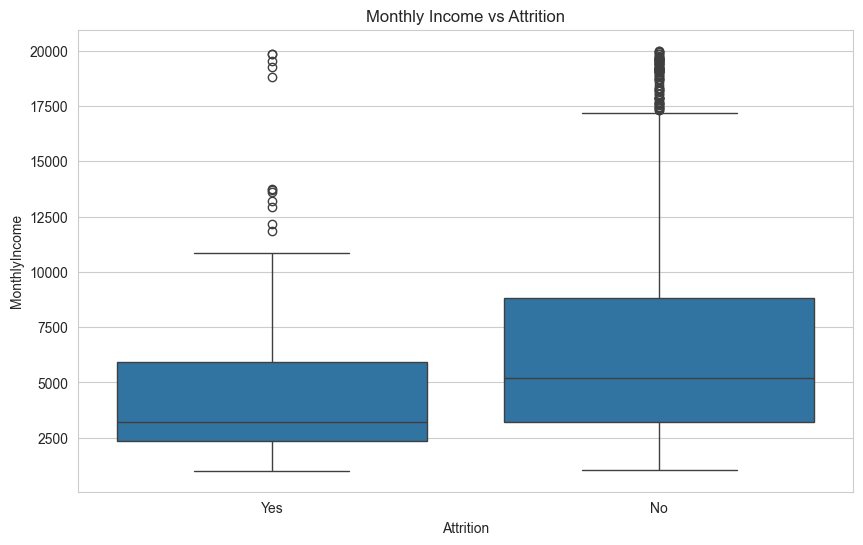 Monthly Income vs Attrition
20000
17500
15000
12500
10000
7500
5000
2500
MonthlyIncome
Yes
No
Attrition